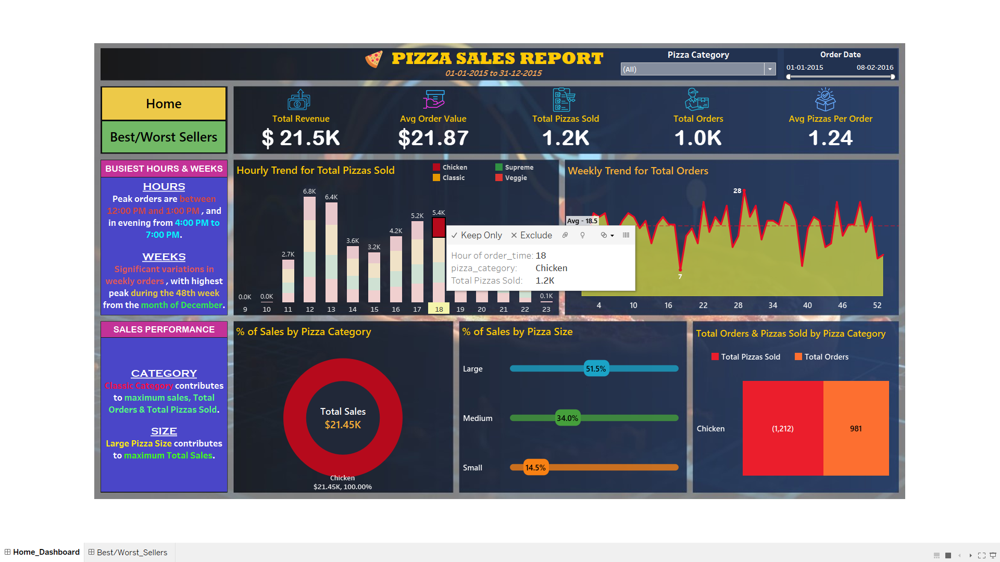 PIZZA SALES REPORT
01-01-2015 to 31-12-2015
Pizza Category
(All)
Order Date
01-01-2015 08-02-2016
Home
Best/Worst Sellers
Total Revenue
$ 21.5K
Avg Order Value
$21.87
Total Pizzas Sold
1.2K
Total Orders
1.0K
Avg Pizzas Per Order
1.24
BUSIEST HOURS & WEEKS
HOURS
Peak orders are between
12:00 PM and 1:00 PM , and
in evening from 4:00 PM to
7:00 PM.
WEEKS
Significant variations in
weekly orders , with highest
peak during the 48th week
from the month of December.
Hourly Trend for Total Pizzas Sold
Chicken Supreme
Classic Veggie
6.8K
6.4K
5.4K
5.2K
4.2K
3.6K
3.2K
2.7K
0.0K 0.0K 0.1K
9 10 11 12 13 14 15 16 17 18 19 20 21 22 23
Keep Only Exclude
Hour of order_time: 18
pizza_category: Chicken
Total Pizzas Sold: 1.2K
Weekly Trend for Total Orders
28
Avg - 18.5
7
4 10 16 22 28 34 40 46 52
SALES PERFORMANCE
CATEGORY
Classic Category contributes
to maximum sales, Total
Orders & Total Pizzas Sold.
SIZE
Large Pizza Size contributes
to maximum Total Sales.
% of Sales by Pizza Category
Total Sales
$21.45K
Chicken
$21.45K, 100.00%
% of Sales by Pizza Size
Large 51.5%
Medium 34.0%
Small 14.5%
Total Orders & Pizzas Sold by Pizza Category
Total Pizzas Sold Total Orders
Chicken (1,212) 981
Home_Dashboard Best/Worst_Sellers